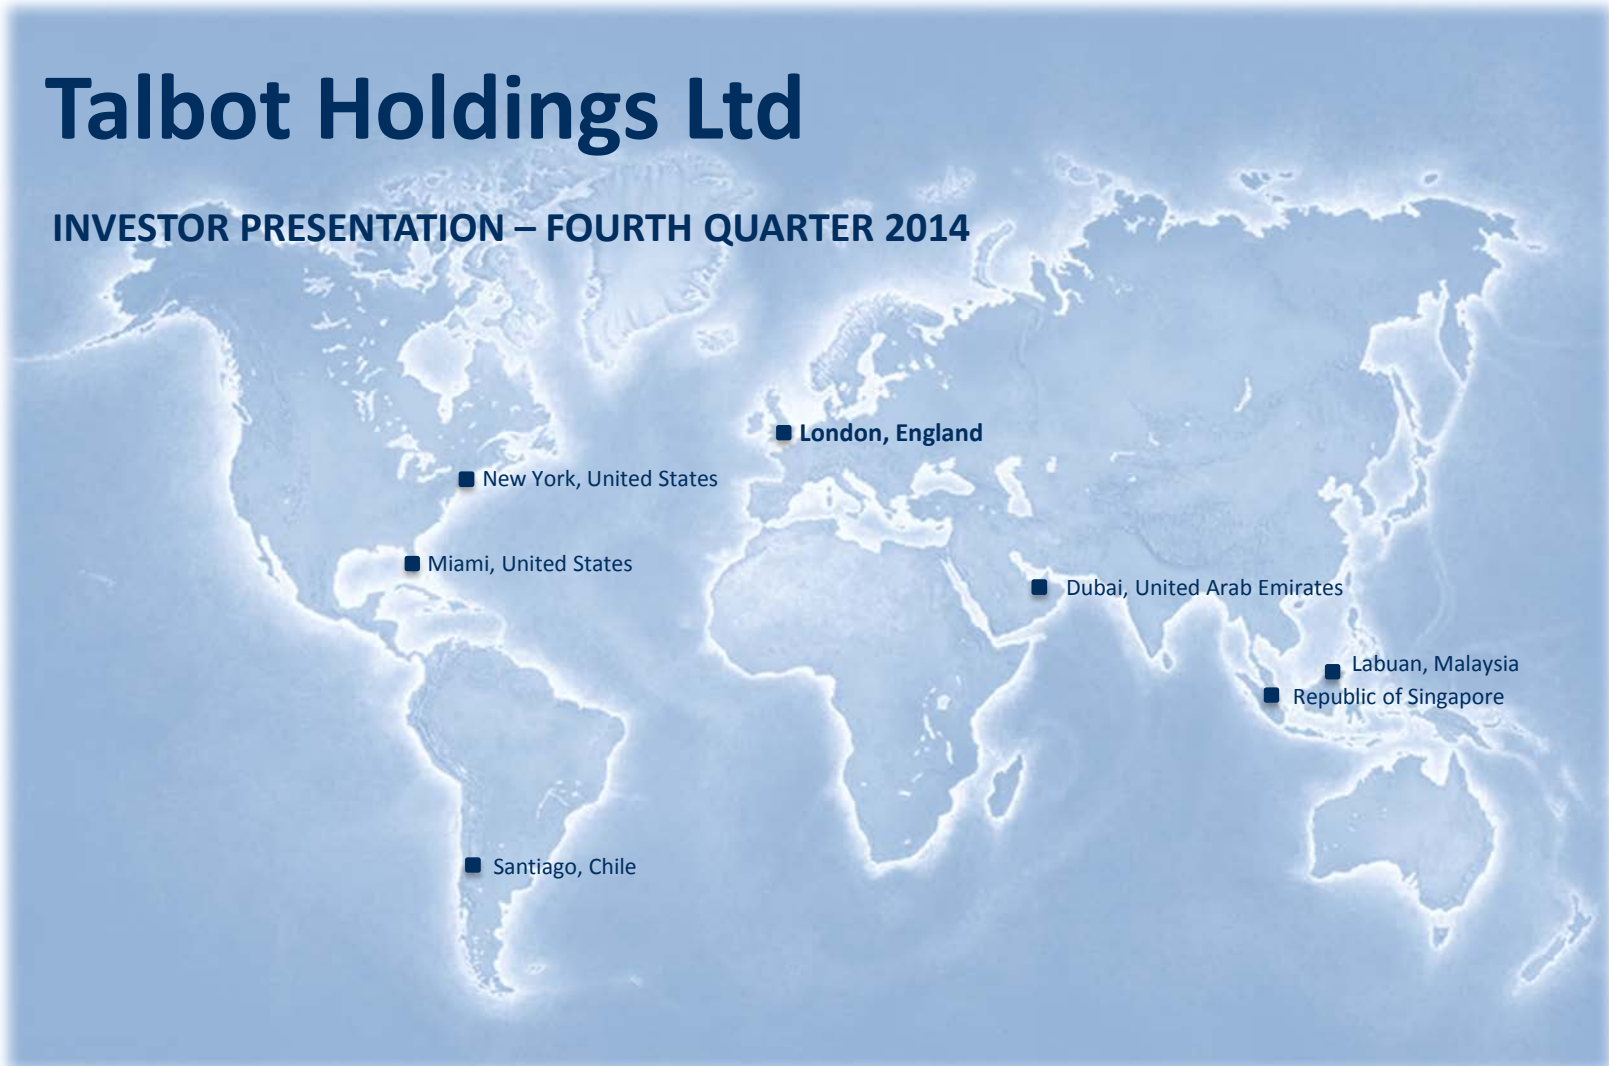 Talbot Holdings Ltd
INVESTOR PRESENTATION – FOURTH QUARTER 2014
London, England
New York, United States
Miami, United States
Dubai, United Arab Emirates
Labuan, Malaysia
Republic of Singapore
Santiago, Chile